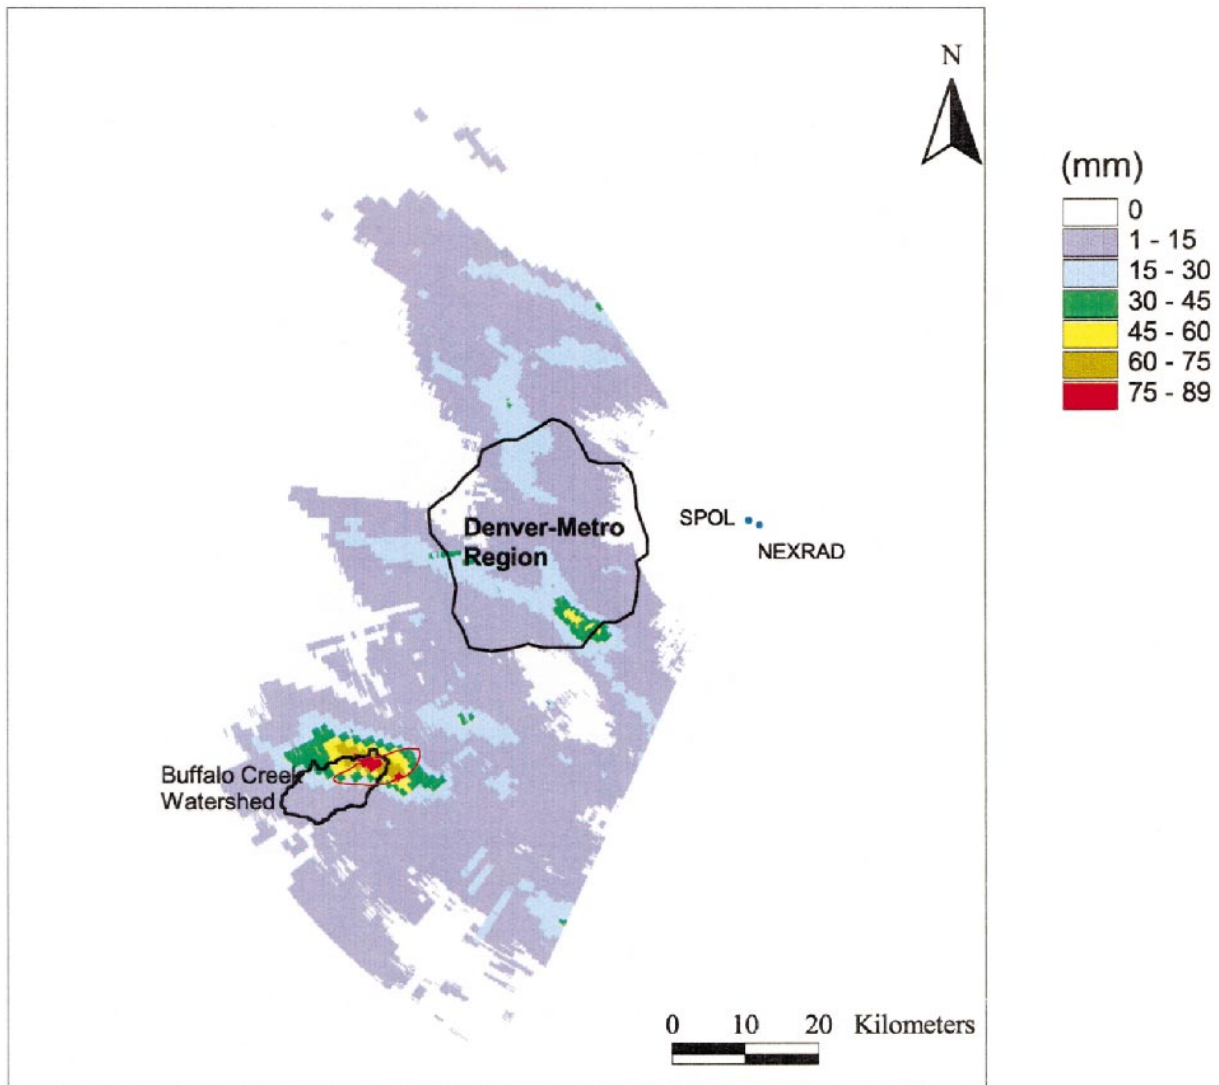 N
(mm)
0
1 - 15
15 - 30
30 - 45
45 - 60
60 - 75
75 - 89
SPOL
NEXRAD
Denver-Metro
Region
Buffalo Creek
Watershed
0 10 20 Kilometers